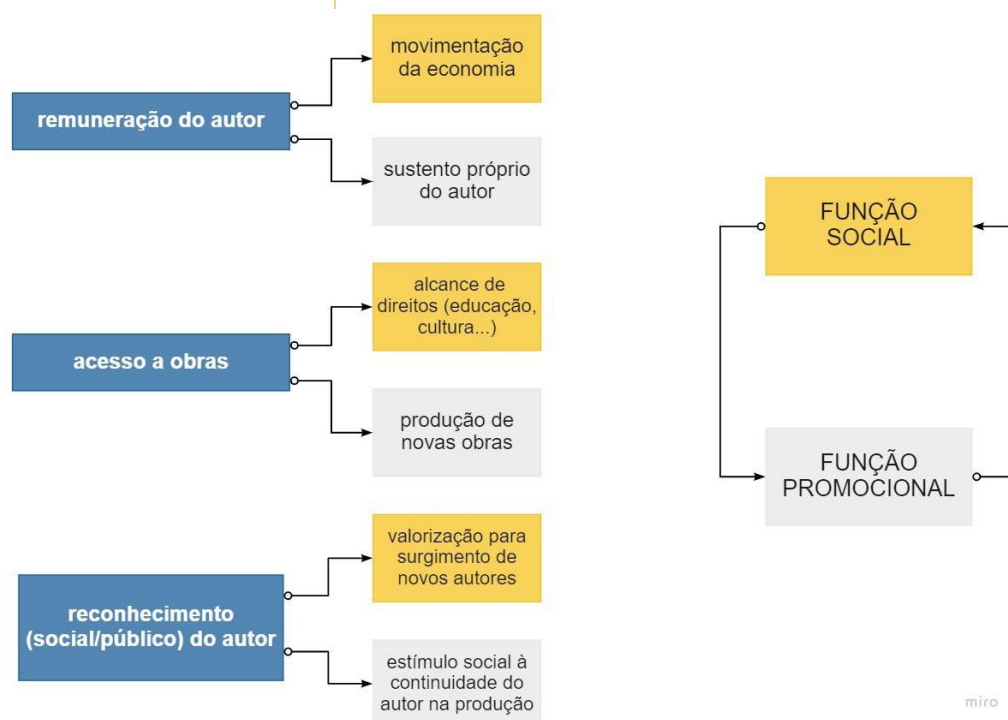 movimentação
da economia
remuneração do autor
sustento próprio
do autor
alcance de
direitos (educação,
cultura...)
acesso a obras
produção de
novas obras
valorização para
surgimento de
novos autores
reconhecimento
(social/público) do autor
estímulo social à
continuidade do
autor na produção
FUNÇÃO
SOCIAL
FUNÇÃO
PROMOCIONAL
miro